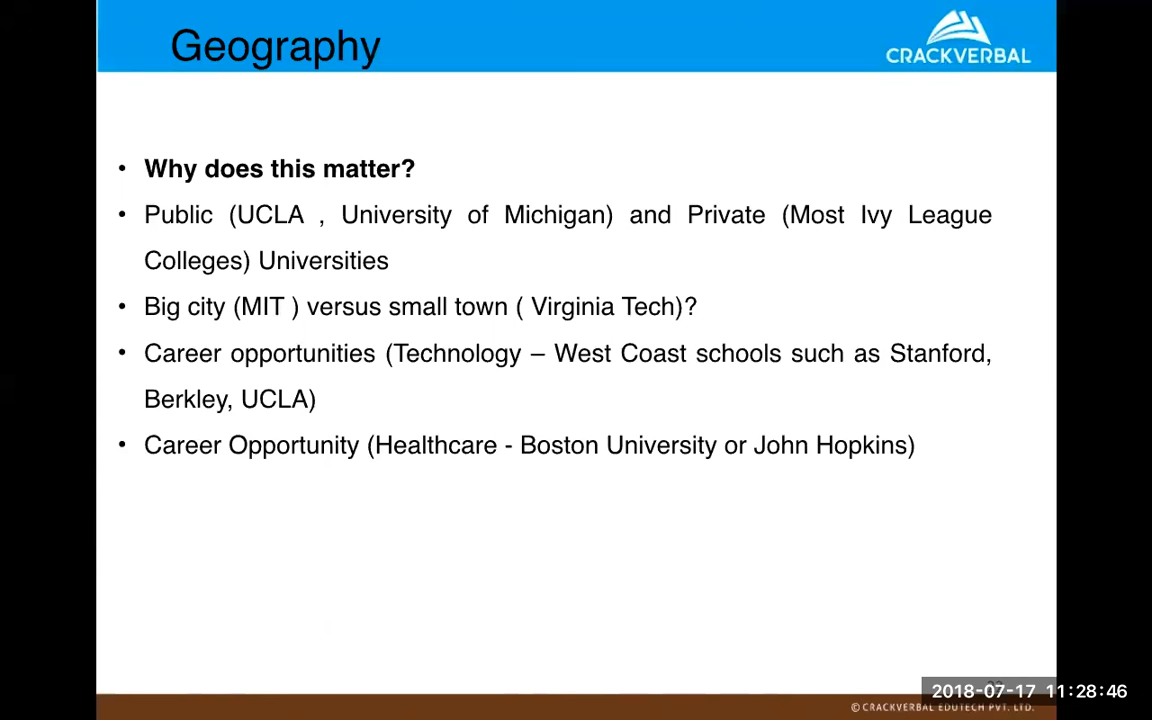 Geography
CRACKVERBAL
• Why does this matter?
• Public (UCLA , University of Michigan) and Private (Most Ivy League
Colleges) Universities
• Big city (MIT ) versus small town ( Virginia Tech)?
• Career opportunities (Technology – West Coast schools such as Stanford,
Berkley, UCLA)
• Career Opportunity (Healthcare - Boston University or John Hopkins)
2018-07-17 11:28:46
© CRACKVERBAL EDUTECH PVT. LTD.